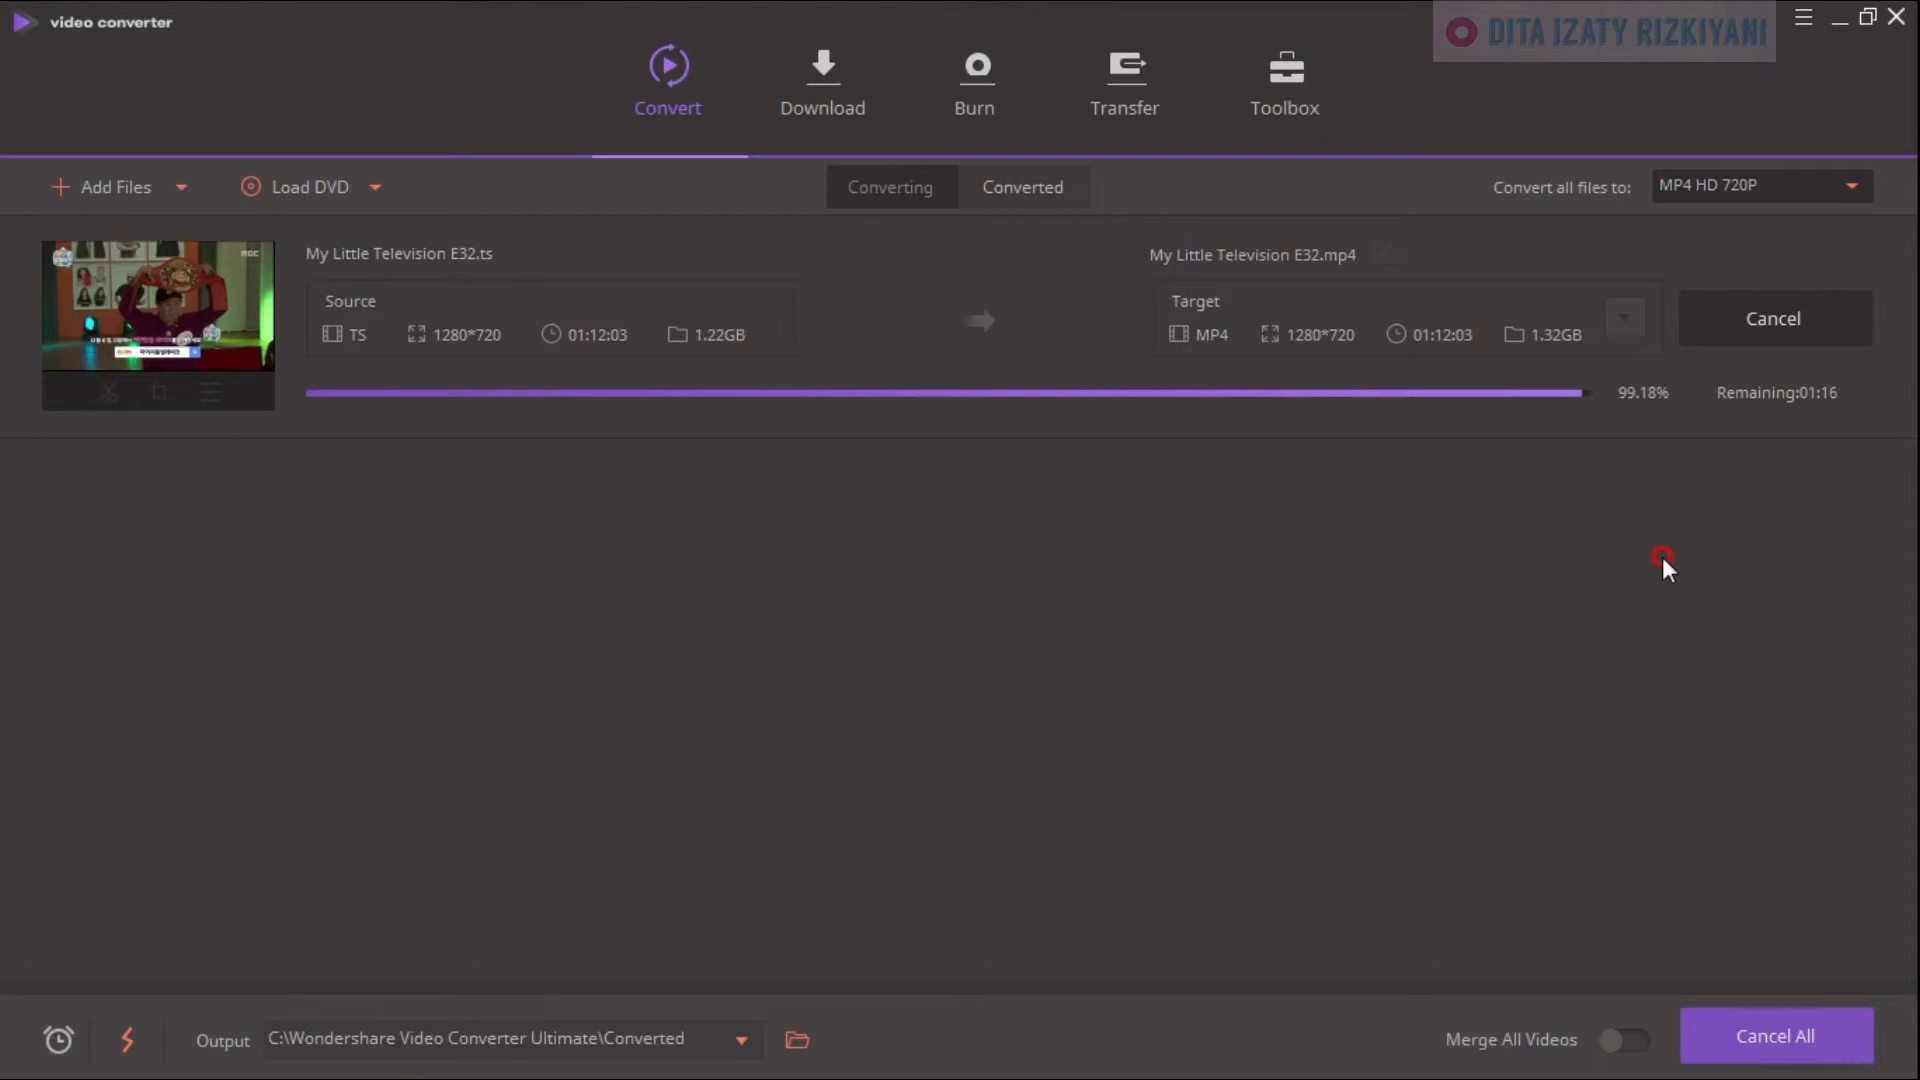 video converter
DITA IZATY RIZKIYANI
Convert
Download
Burn
Transfer
Toolbox
Add Files
Load DVD
Converting
Converted
Convert all files to:
MP4 HD 720P
mbc
My Little Television E32.ts
My Little Television E32.mp4
Source
TS
1280*720
01:12:03
1.22GB
Target
MP4
1280*720
01:12:03
1.32GB
Cancel
99.18%
Remaining:01:16
Output
C:\Wondershare Video Converter Ultimate\Converted
Merge All Videos
Cancel All